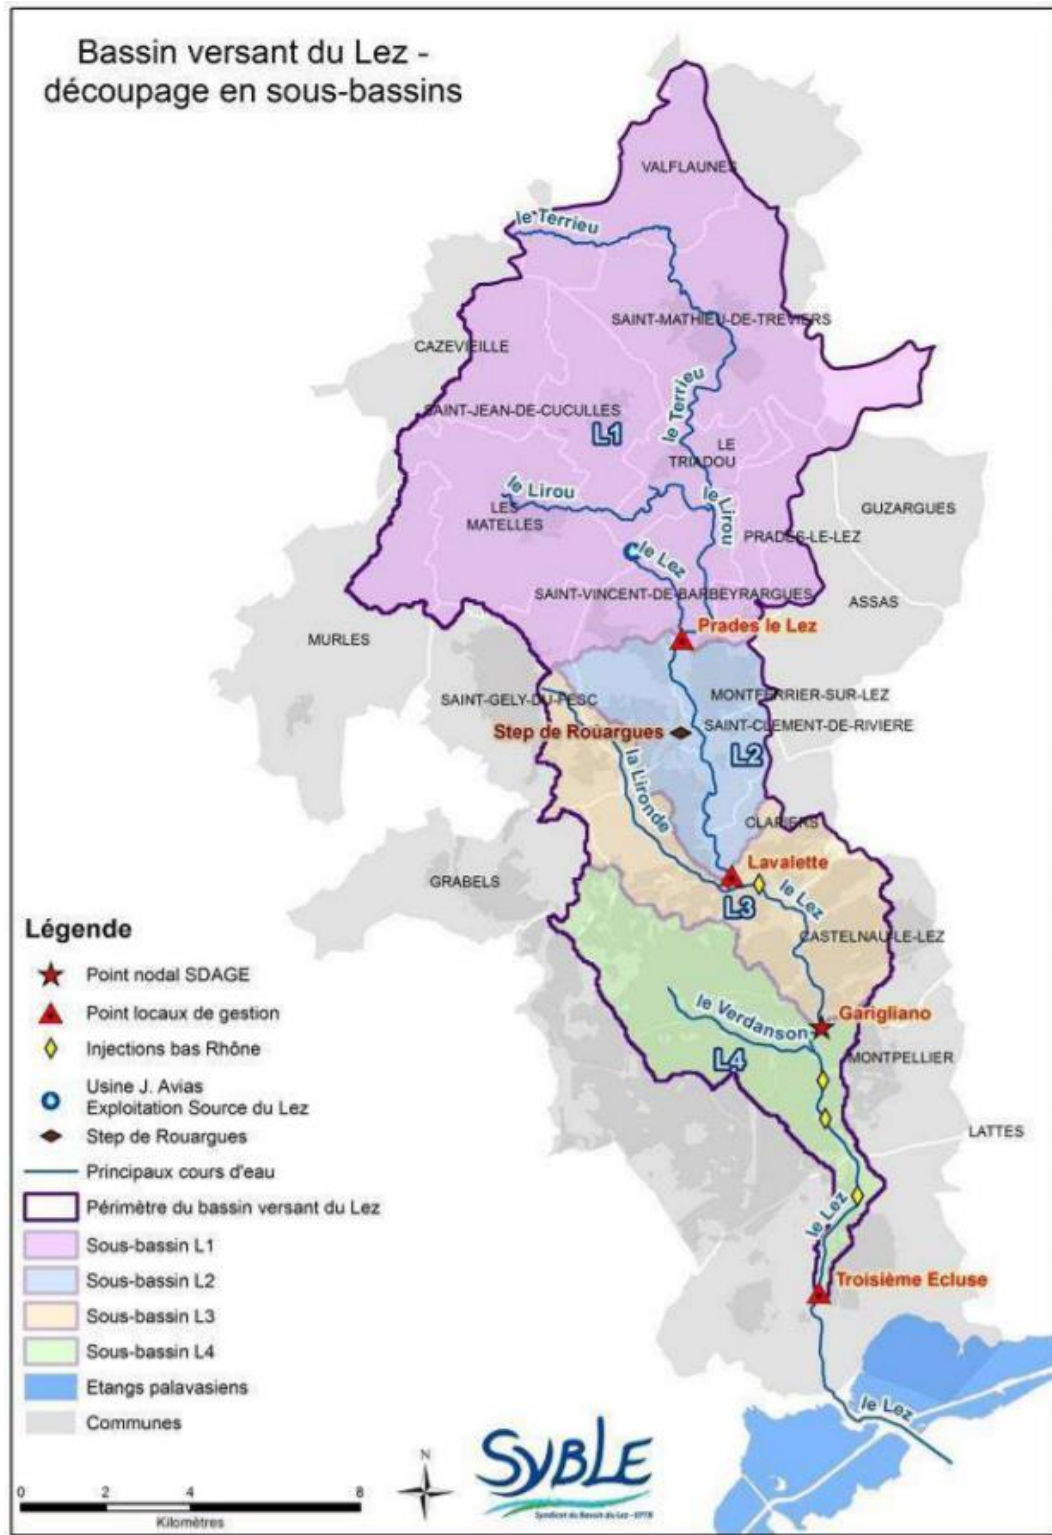 Bassin versant du Lez -
découpage en sous-bassins
VALFLAUNES
le Terrieu
SAINT-MATHIEU-DE-TREVIERS
CAZEVIEILLE
le Terrieu
SAINT-JEAN-DE-CUCULLES
L1
LE
TRIADOU
le Lirou
le Lirou
LES
MATELLES
GUZARGUES
PRADES-LE-LEZ
le Lez
SAINT-VINCENT-DE-BARBEYRARGUES
ASSAS
Prades le Lez
MURLES
SAINT-GELY-DU-FESC
MONTFERRIER-SUR-LEZ
Step de Rouargues
SAINT-CLEMENT-DE-RIVIERE
L2
la Lironde
CLAPIERS
Lavalette
GRABELS
le Lez
L3
CASTELNAU-LE-LEZ
le Verdanson
Garigliano
L4
MONTPELLIER
LATTES
le Lez
Troisième Ecluse
le Lez
Légende
Point nodal SDAGE
Point locaux de gestion
Injections bas Rhône
Usine J. Avias
Exploitation Source du Lez
Step de Rouargues
Principaux cours d'eau
Périmètre du bassin versant du Lez
Sous-bassin L1
Sous-bassin L2
Sous-bassin L3
Sous-bassin L4
Etangs palavasiens
Communes
0 2 4 8
Kilomètres
N
SYBLE
Syndicat du Bassin du Lez - EPTB